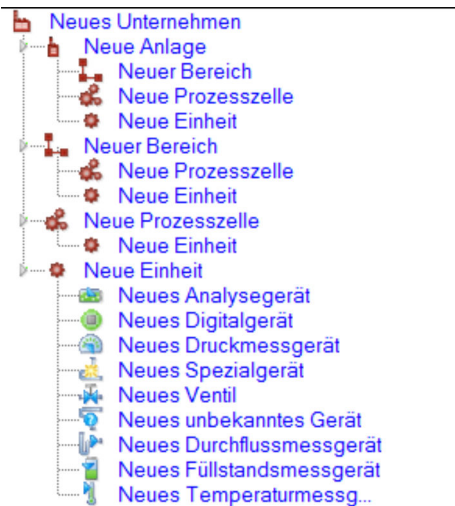 Neues Unternehmen
Neue Anlage
Neuer Bereich
Neue Prozesszelle
Neue Einheit
Neuer Bereich
Neue Prozesszelle
Neue Einheit
Neue Prozesszelle
Neue Einheit
Neue Einheit
Neues Analysegerät
Neues Digitalgerät
Neues Druckmessgerät
Neues Spezialgerät
Neues Ventil
Neues unbekanntes Gerät
Neues Durchflussmessgerät
Neues Füllstandsmessgerät
Neues Temperaturmessg...